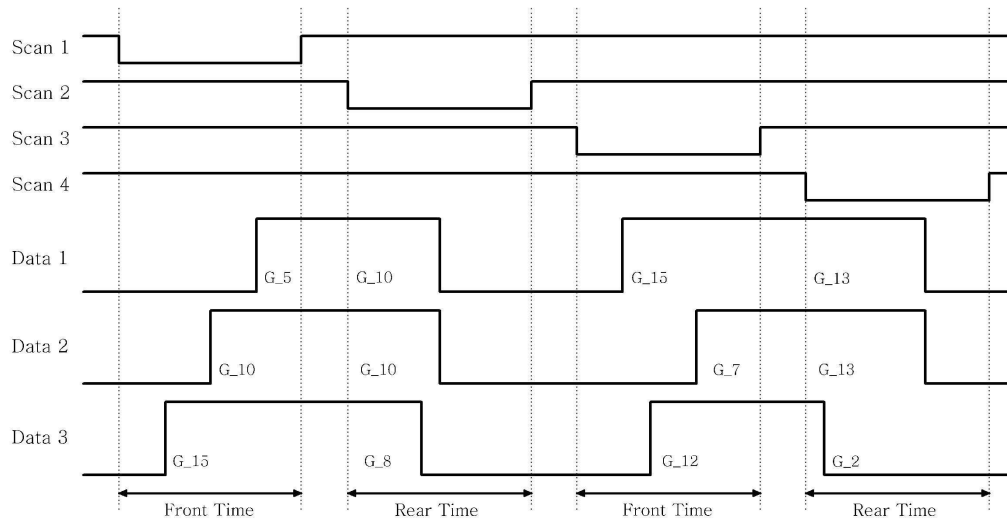 Scan 1
Scan 2
Scan 3
Scan 4
Data 1
G_5
G_10
G_15
G_13
Data 2
G_10
G_10
G_7
G_13
Data 3
G_15
G_8
G_12
G_2
Front Time
Rear Time
Front Time
Rear Time